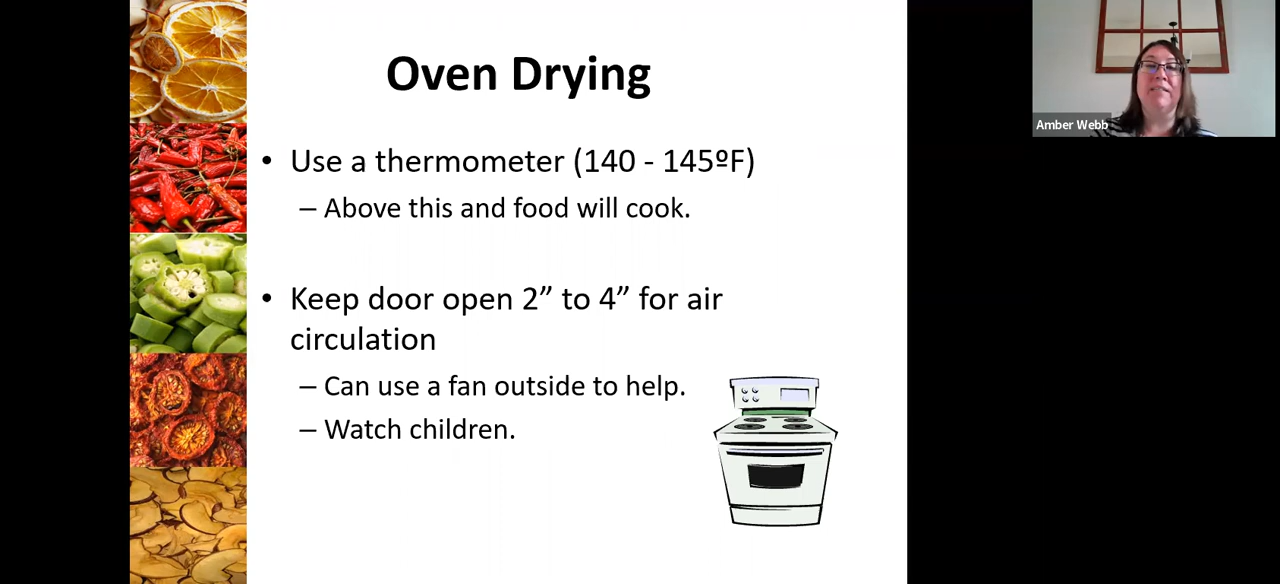 Oven Drying
• Use a thermometer (140 - 145ºF)
– Above this and food will cook.
• Keep door open 2” to 4” for air
circulation
– Can use a fan outside to help.
– Watch children.
Amber Webb